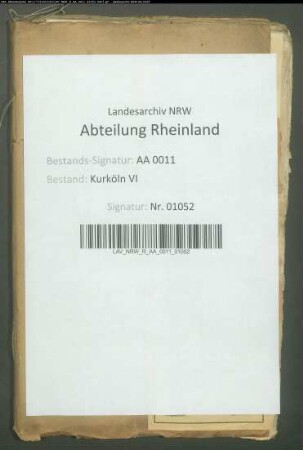 Landesarchiv NRW
Abteilung Rheinland
Bestands-Signatur: AA 0011
Bestand: Kurköln VI
Signatur: Nr. 01052
LAV_NRW_R_AA_0011_01052